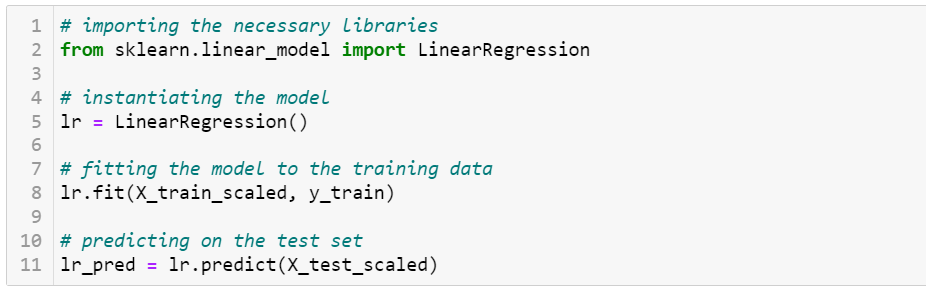 1 # importing the necessary libraries
2 from sklearn.linear_model import LinearRegression
3
4 # instantiating the model
5 lr = LinearRegression()
6
7 # fitting the model to the training data
8 lr.fit(X_train_scaled, y_train)
9
10 # predicting on the test set
11 lr_pred = lr.predict(X_test_scaled)